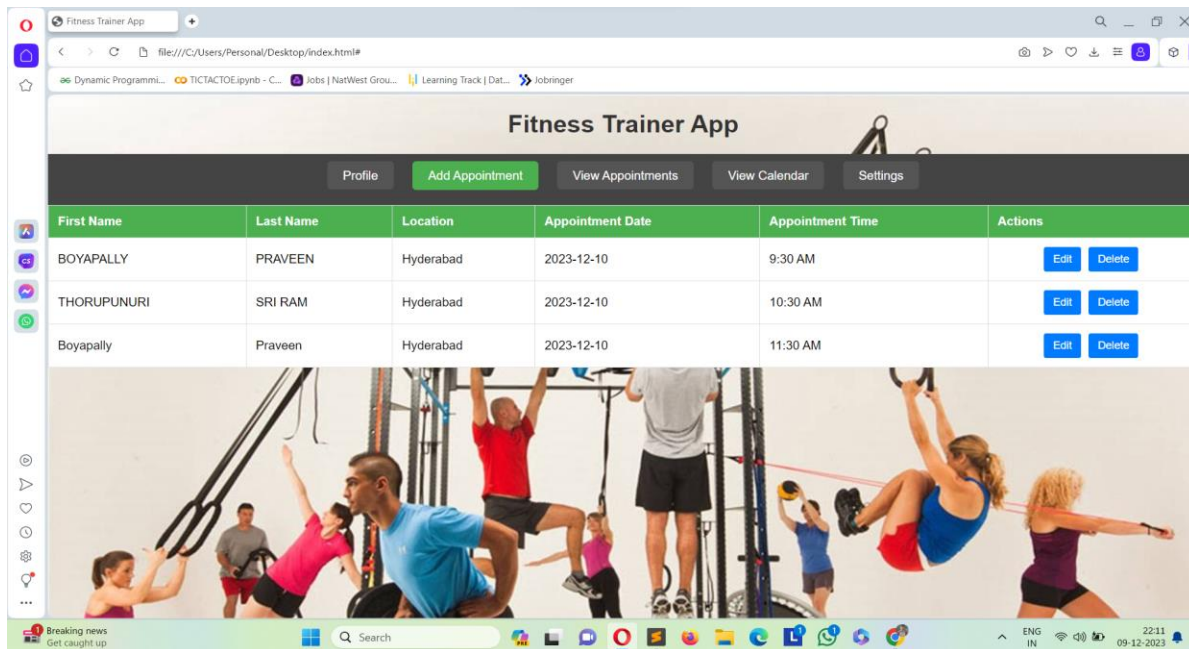 Fitness Trainer App
file:///C:/Users/Personal/Desktop/index.html#
Dynamic Programmi... TICTACTOE.ipynb - C... Jobs | NatWest Grou... Learning Track | Dat... Jobringer
Fitness Trainer App
Profile Add Appointment View Appointments View Calendar Settings
First Name Last Name Location Appointment Date Appointment Time Actions
BOYAPALLY PRAVEEN Hyderabad 2023-12-10 9:30 AM Edit Delete
THORUPUNURI SRI RAM Hyderabad 2023-12-10 10:30 AM Edit Delete
Boyapally Praveen Hyderabad 2023-12-10 11:30 AM Edit Delete
1 Breaking news
Get caught up
Search
ENG
IN
22:11
09-12-2023